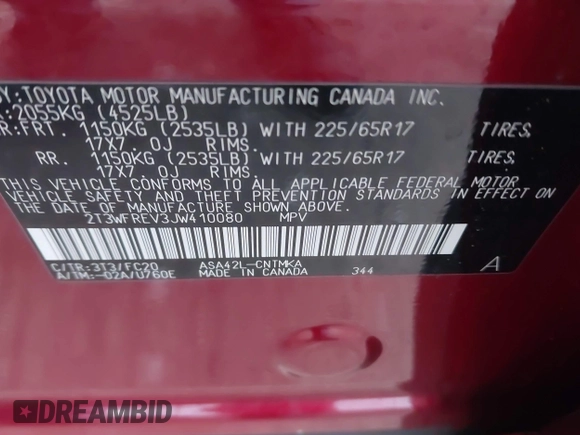 Y:TOYOTA MOTOR MANUFACTURING CANADA INC.
:2055KG (4525LB)
R:FRT. 1150KG (2535LB) WITH 225/65R17 TIRES,
17X7. 0J RIMS.
RR. 1150KG (2535LB) WITH 225/65R17 TIRES,
17X7. 0J RIMS.
VEHICLE CONFORMS TO ALL APPLICABLE FEDERAL MOTOR
VEHICLE SAFETY AND THEFT PREVENTION STANDARDS IN EFFECT ON
THE DATE OF MANUFACTURE SHOWN ABOVE.
2T3WFREV3JW410080 MPV
C/TR:3T3/FC20
A/TM:-02A/U760E
ASA42L-CNTMKA
MADE IN CANADA
344
A
DREAMBID